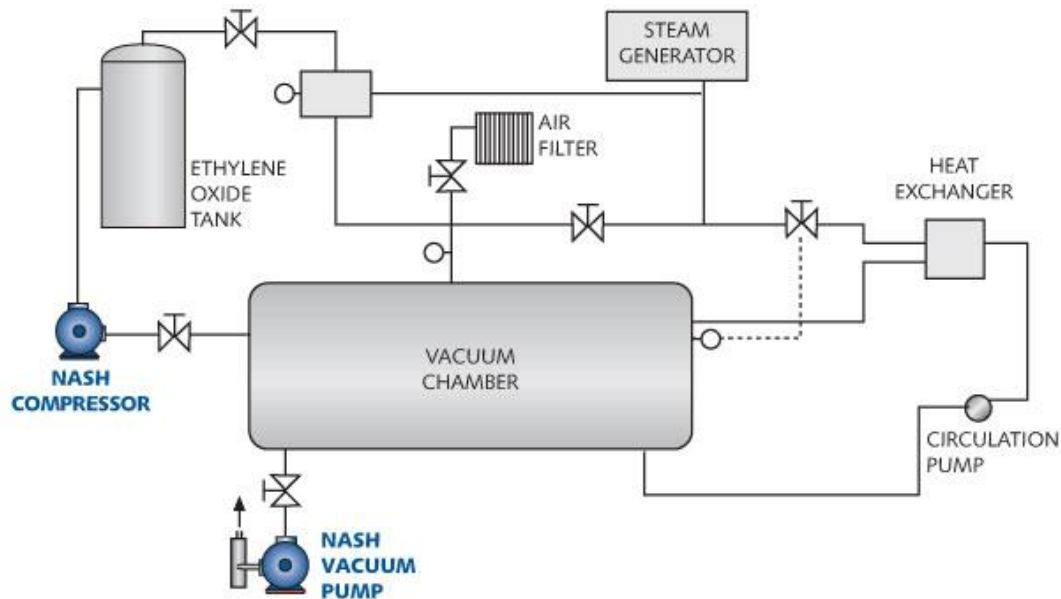 STEAM
GENERATOR
AIR
FILTER
ETHYLENE
OXIDE
TANK
HEAT
EXCHANGER
VACUUM
CHAMBER
NASH
COMPRESSOR
CIRCULATION
PUMP
NASH
VACUUM
PUMP